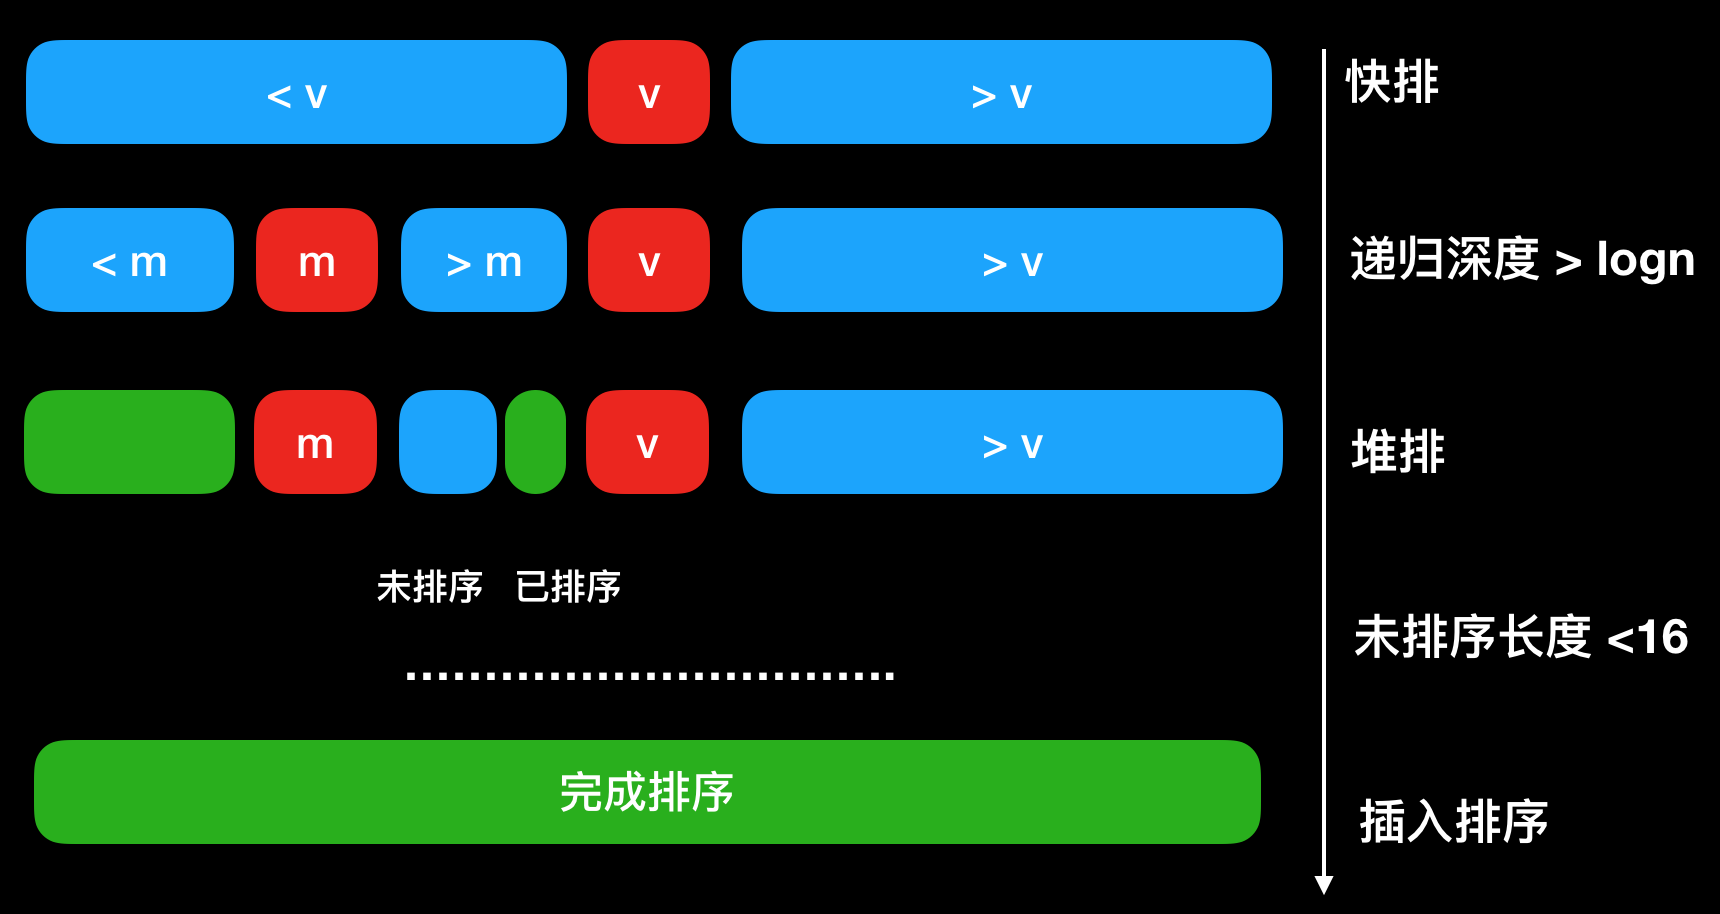 < v v > v 快排
< m m > m v > v 递归深度 > logn
m v > v 堆排
未排序 已排序
未排序长度 <16
完成排序
插入排序